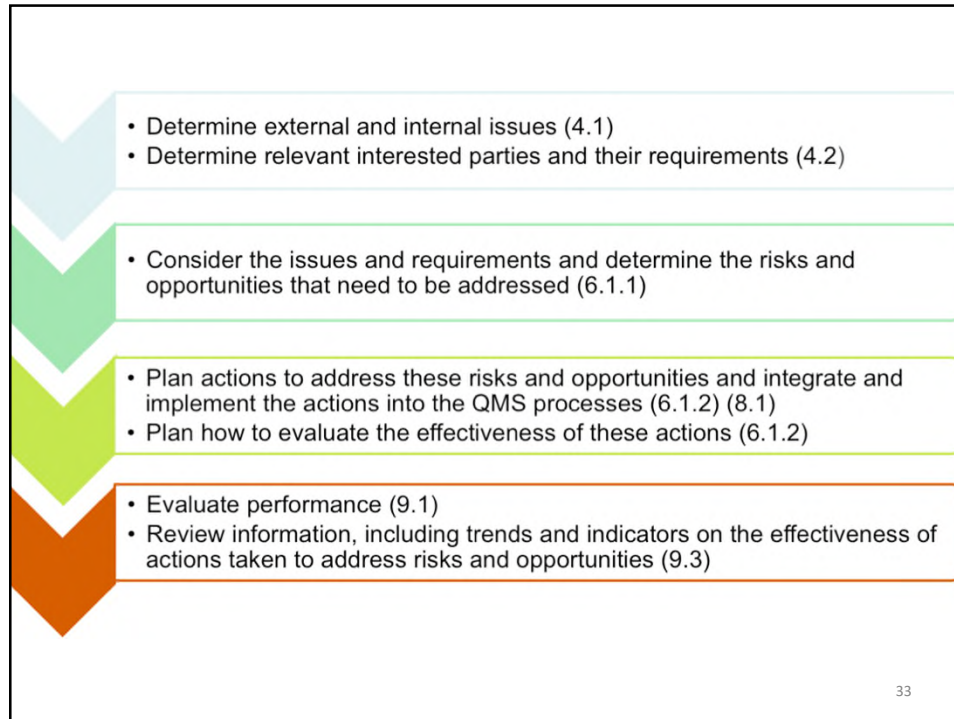 • Determine external and internal issues (4.1)
• Determine relevant interested parties and their requirements (4.2)
• Consider the issues and requirements and determine the risks and
opportunities that need to be addressed (6.1.1)
• Plan actions to address these risks and opportunities and integrate and
implement the actions into the QMS processes (6.1.2) (8.1)
• Plan how to evaluate the effectiveness of these actions (6.1.2)
• Evaluate performance (9.1)
• Review information, including trends and indicators on the effectiveness of
actions taken to address risks and opportunities (9.3)
33